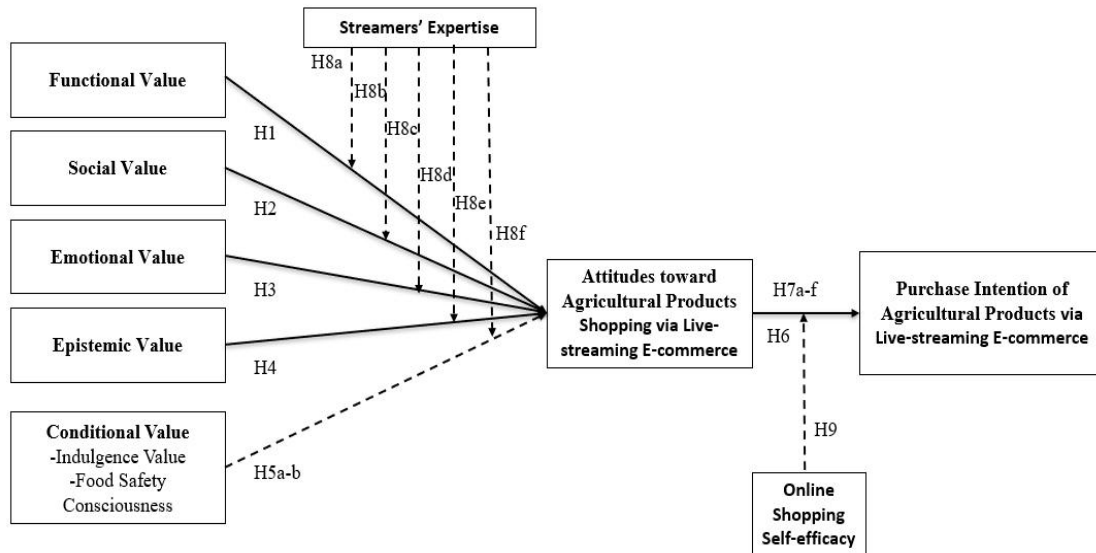 Streamers' Expertise
Functional Value
Social Value
Emotional Value
Epistemic Value
Conditional Value
-Indulgence Value
-Food Safety
Consciousness
H1
H2
H3
H4
H5a-b
H8a
H8b
H8c
H8d
H8e
H8f
Attitudes toward
Agricultural Products
Shopping via Live-
streaming E-commerce
H7a-f
H6
Purchase Intention of
Agricultural Products via
Live-streaming E-commerce
H9
Online
Shopping
Self-efficacy